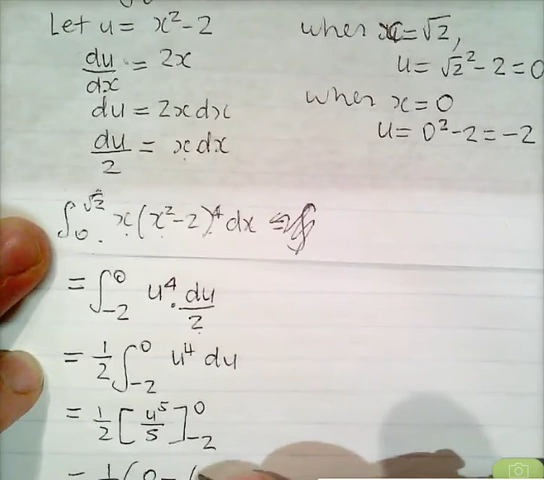 Let u = x² - 2
du/dx = 2x
du = 2x dx
du/2 = x dx
when x = √2,
u = √2² - 2 = 0
when x = 0
u = 0² - 2 = -2
∫₀^√2 x(x² - 2)⁴ dx =
= ∫₋₂⁰ u⁴ · du/2
= 1/2 ∫₋₂⁰ u⁴ du
= 1/2 [u⁵/5]₋₂⁰
= 1/(0 - (